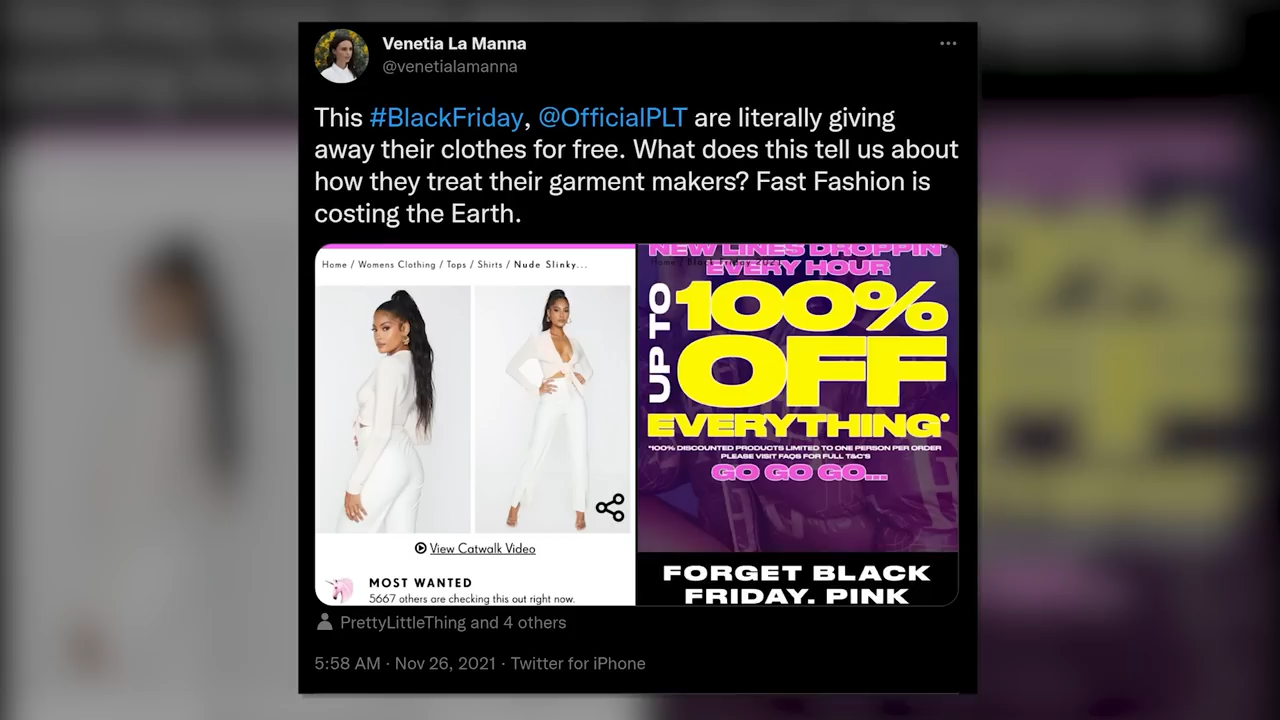 Venetia La Manna
@venetialamanna
This #BlackFriday, @OfficialPLT are literally giving
away their clothes for free. What does this tell us about
how they treat their garment makers? Fast Fashion is
costing the Earth.
Home / Womens Clothing / Tops / Shirts / Nude Slinky...
View Catwalk Video
MOST WANTED
5667 others are checking this out right now.
NEW LINES DROPPIN'
Home / Black Friday 2021
EVERY HOUR
UP TO
100%
OFF
EVERYTHING*
*100% DISCOUNTED PRODUCTS LIMITED TO ONE PERSON PER ORDER
PLEASE VISIT FAQS FOR FULL T&C'S
GO GO GO...
FORGET BLACK
FRIDAY. PINK
PrettyLittleThing and 4 others
5:58 AM · Nov 26, 2021 · Twitter for iPhone